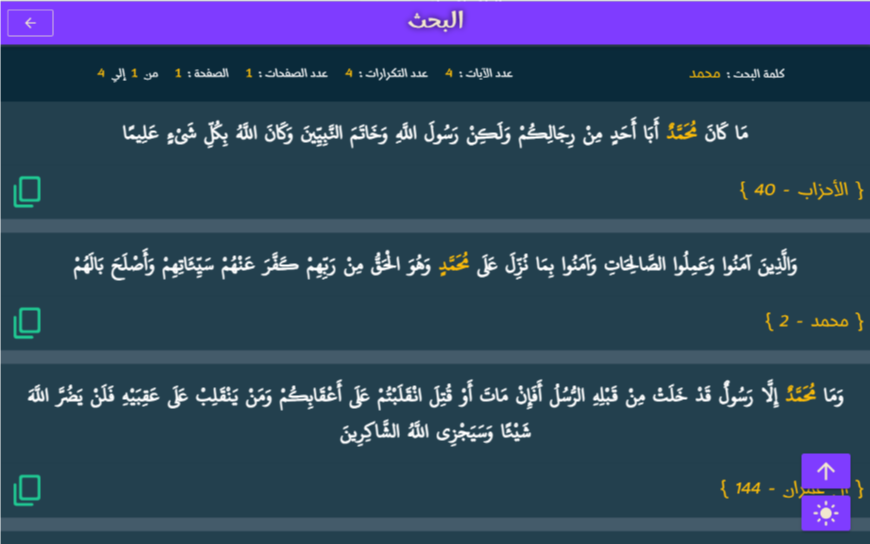 البحث
كلمة البحث : محمد عدد الآيات : 4 عدد التكرارات : 4 عدد الصفحات : 1 الصفحة : 1 من 1 إلي 4
مَا كَانَ مُحَمَّدٌ أَبَا أَحَدٍ مِنْ رِجَالِكُمْ وَلَكِنْ رَسُولَ اللَّهِ وَخَاتَمَ النَّبِيِّينَ وَكَانَ اللَّهُ بِكُلِّ شَىْءٍ عَلِيمًا
{ الأحزاب - 40 }
وَالَّذِينَ آمَنُوا وَعَمِلُوا الصَّالِحَاتِ وَآمَنُوا بِمَا نُزِّلَ عَلَى مُحَمَّدٍ وَهُوَ الْحَقُّ مِنْ رَبِّهِمْ كَفَّرَ عَنْهُمْ سَيِّئَاتِهِمْ وَأَصْلَحَ بَالَهُمْ
{ محمد - 2 }
وَمَا مُحَمَّدٌ إِلَّا رَسُولٌ قَدْ خَلَتْ مِنْ قَبْلِهِ الرُّسُلُ أَفَإِنْ مَاتَ أَوْ قُتِلَ انْقَلَبْتُمْ عَلَى أَعْقَابِكُمْ وَمَنْ يَنْقَلِبْ عَلَى عَقِبَيْهِ فَلَنْ يَضُرَّ اللَّهَ
شَيْئًا وَسَيَجْزِى اللَّهُ الشَّاكِرِينَ
{ آل عمران - 144 }